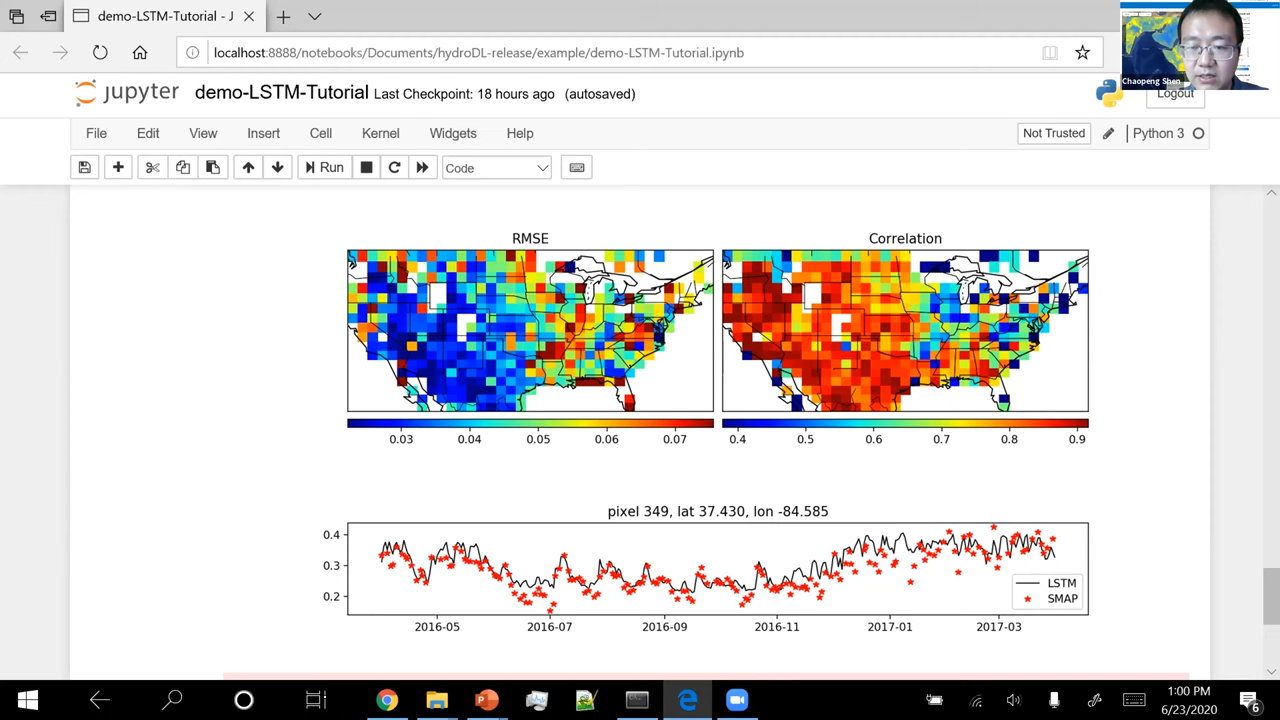 demo-LSTM-Tutorial - J
localhost:8888/notebooks/Document
ydroDL-release/
xample/demo-LSTM-Tutorial.ipynb
Chaopeng Shen
jupyter demo-LSTM-Tutorial Last
8 hours ago (autosaved)
Logout
File Edit View Insert Cell Kernel Widgets Help Not Trusted Python 3
Run Code
RMSE Correlation
0.03 0.04 0.05 0.06 0.07 0.4 0.5 0.6 0.7 0.8 0.9
pixel 349, lat 37.430, lon -84.585
0.4
0.3
0.2
LSTM
SMAP
2016-05 2016-07 2016-09 2016-11 2017-01 2017-03
1:00 PM
6/23/2020
6